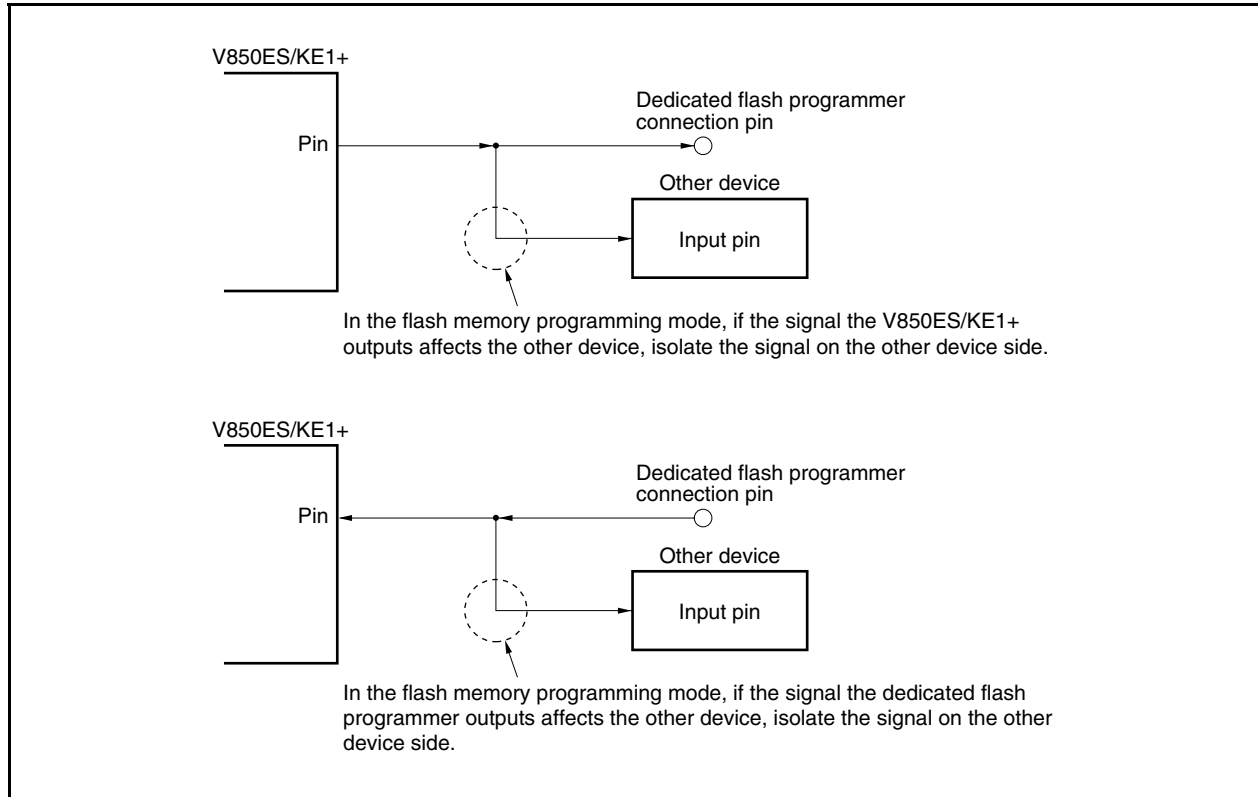 V850ES/KE1+
Dedicated flash programmer
connection pin
Pin
Other device
Input pin
In the flash memory programming mode, if the signal the V850ES/KE1+
outputs affects the other device, isolate the signal on the other device side.
V850ES/KE1+
Dedicated flash programmer
connection pin
Pin
Other device
Input pin
In the flash memory programming mode, if the signal the dedicated flash
programmer outputs affects the other device, isolate the signal on the other
device side.